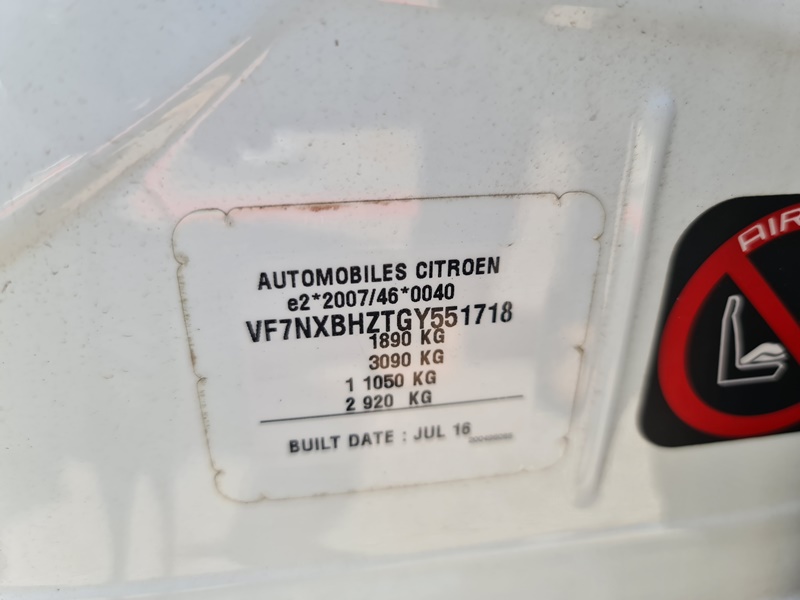 AUTOMOBILES CITROEN
e2*2007/46*0040
VF7NXBHZTGY551718
1890 KG
3090 KG
1 1050 KG
2 920 KG
BUILT DATE : JUL 16
AIR